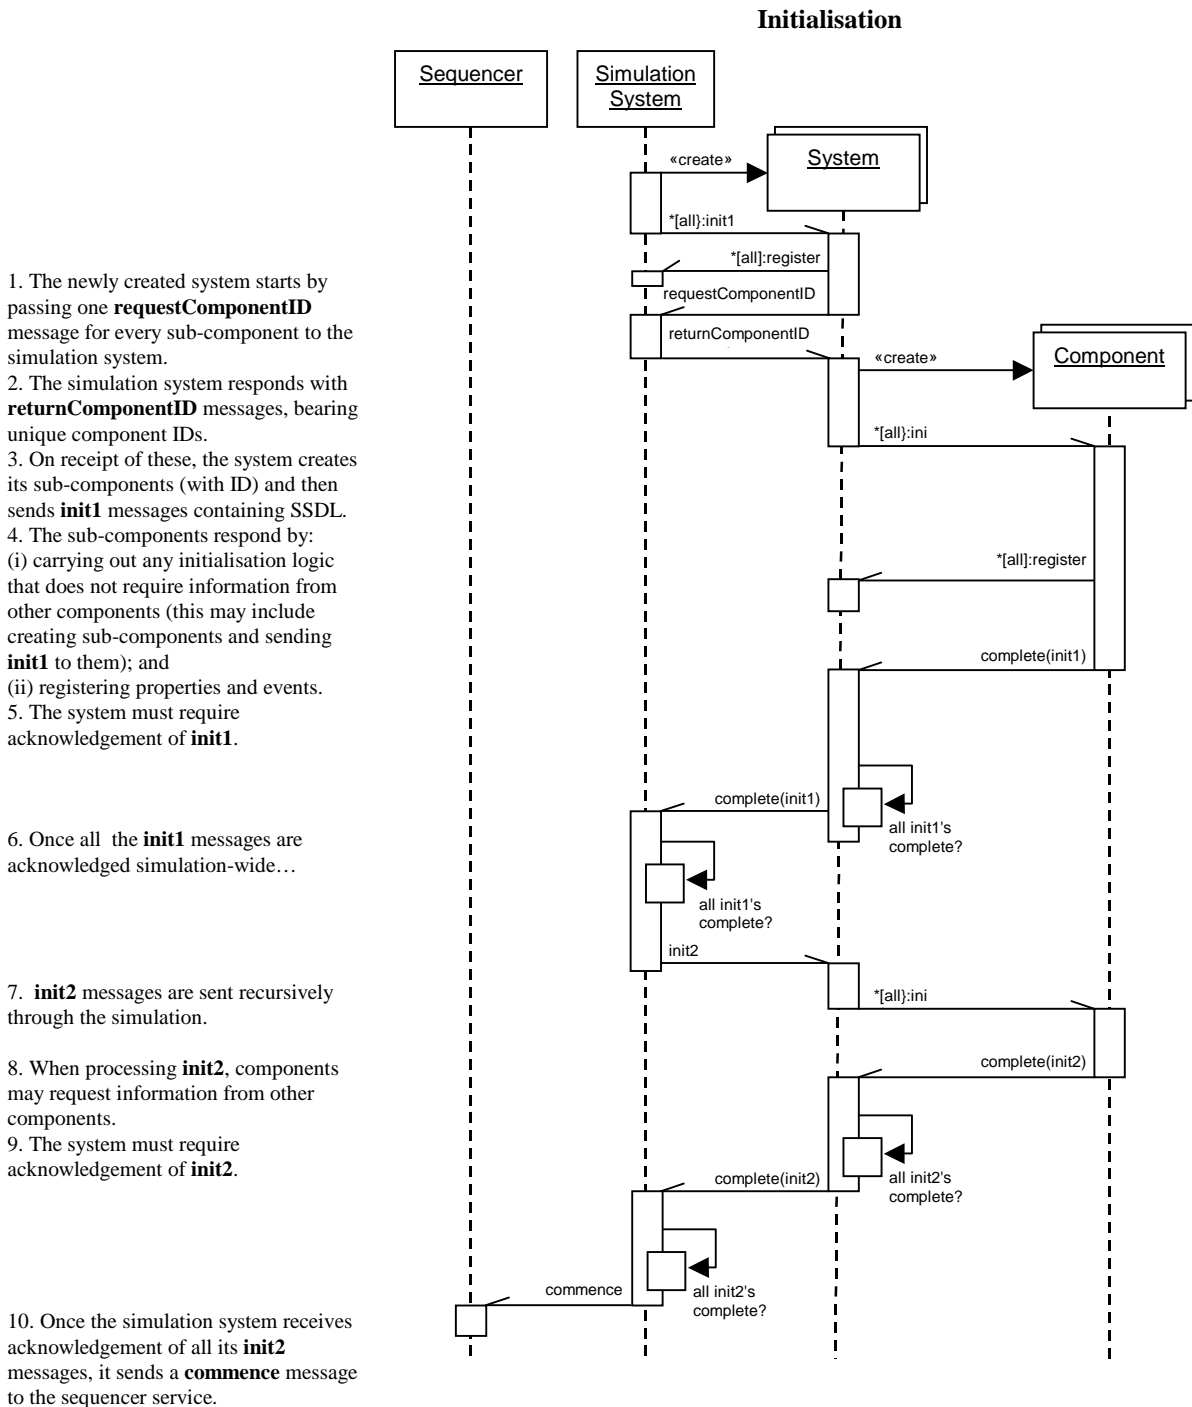 Initialisation
Sequencer
Simulation
System
System
«create»
*[all}:init1
*[all]:register
requestComponentID
returnComponentID
«create»
Component
*[all}:ini
*[all]:register
complete(init1)
complete(init1)
all init1's
complete?
all init1's
complete?
init2
*[all}:ini
complete(init2)
complete(init2)
all init2's
complete?
commence
all init2's
complete?
1. The newly created system starts by
passing one requestComponentID
message for every sub-component to the
simulation system.
2. The simulation system responds with
returnComponentID messages, bearing
unique component IDs.
3. On receipt of these, the system creates
its sub-components (with ID) and then
sends init1 messages containing SSDL.
4. The sub-components respond by:
(i) carrying out any initialisation logic
that does not require information from
other components (this may include
creating sub-components and sending
init1 to them); and
(ii) registering properties and events.
5. The system must require
acknowledgement of init1.
6. Once all  the init1 messages are
acknowledged simulation-wide…
7.  init2 messages are sent recursively
through the simulation.
8. When processing init2, components
may request information from other
components.
9. The system must require
acknowledgement of init2.
10. Once the simulation system receives
acknowledgement of all its init2
messages, it sends a commence message
to the sequencer service.